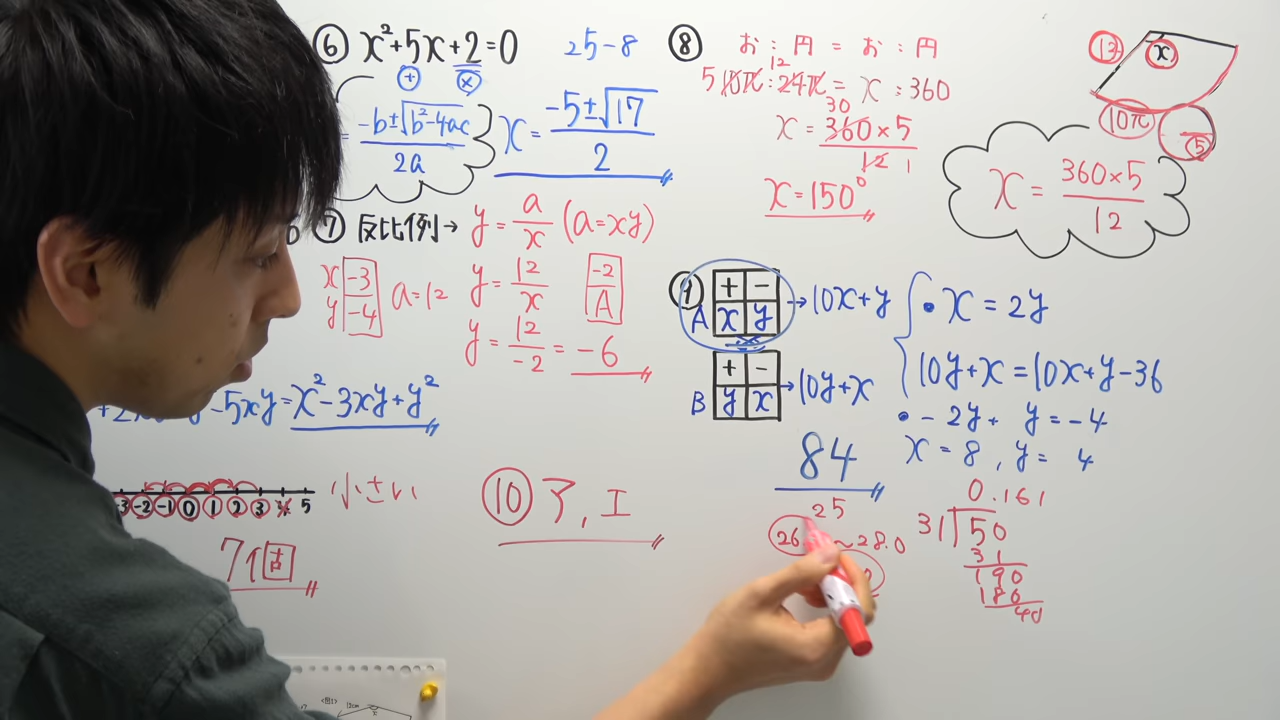 ⑥ x²+5x+2=0
+ ×
25-8
= -b±√b²-4ac / 2a
x = -5±√17 / 2
⑦ 反比例→ y = a/x (a=xy)
x -3
y -4
a=12
y = 12/x
-2
A
y = 12/-2 = -6
-5xy = x²-3xy+y²
-3 -2 -1 0 1 2 3 4 5
小さい
7個
⑩ ア, エ
⑧ お : 円 = お : 円
12
5 10π : 24π = x : 360
30
x = 360×5 / 12 1
x = 150°
12 x
10π
5
x = 360×5 / 12
+ -
A x y → 10x+y
+ -
B y x → 10y+x
• x = 2y
10y+x = 10x+y-36
• -2y+ y = -4
x = 8, y = 4
84
25
26 ~28.0
0.161
31 50
31
190
186
40